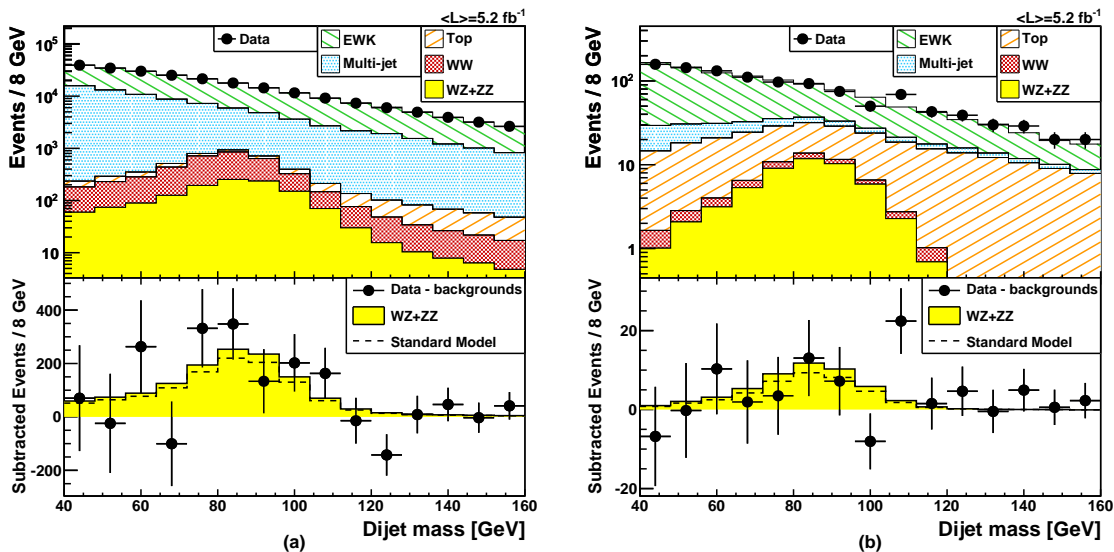 <L>=5.2 fb⁻¹
Events / 8 GeV
10⁵
10⁴
10³
10²
10
Data
EWK
Multi-jet
Top
WW
WZ+ZZ
Subtracted Events / 8 GeV
400
200
0
-200
Data - backgrounds
WZ+ZZ
Standard Model
40 60 80 100 120 140 160
Dijet mass [GeV]
(a)
<L>=5.2 fb⁻¹
Events / 8 GeV
10²
10
1
Data
EWK
Multi-jet
Top
WW
WZ+ZZ
Subtracted Events / 8 GeV
20
0
-20
Data - backgrounds
WZ+ZZ
Standard Model
40 60 80 100 120 140 160
Dijet mass [GeV]
(b)